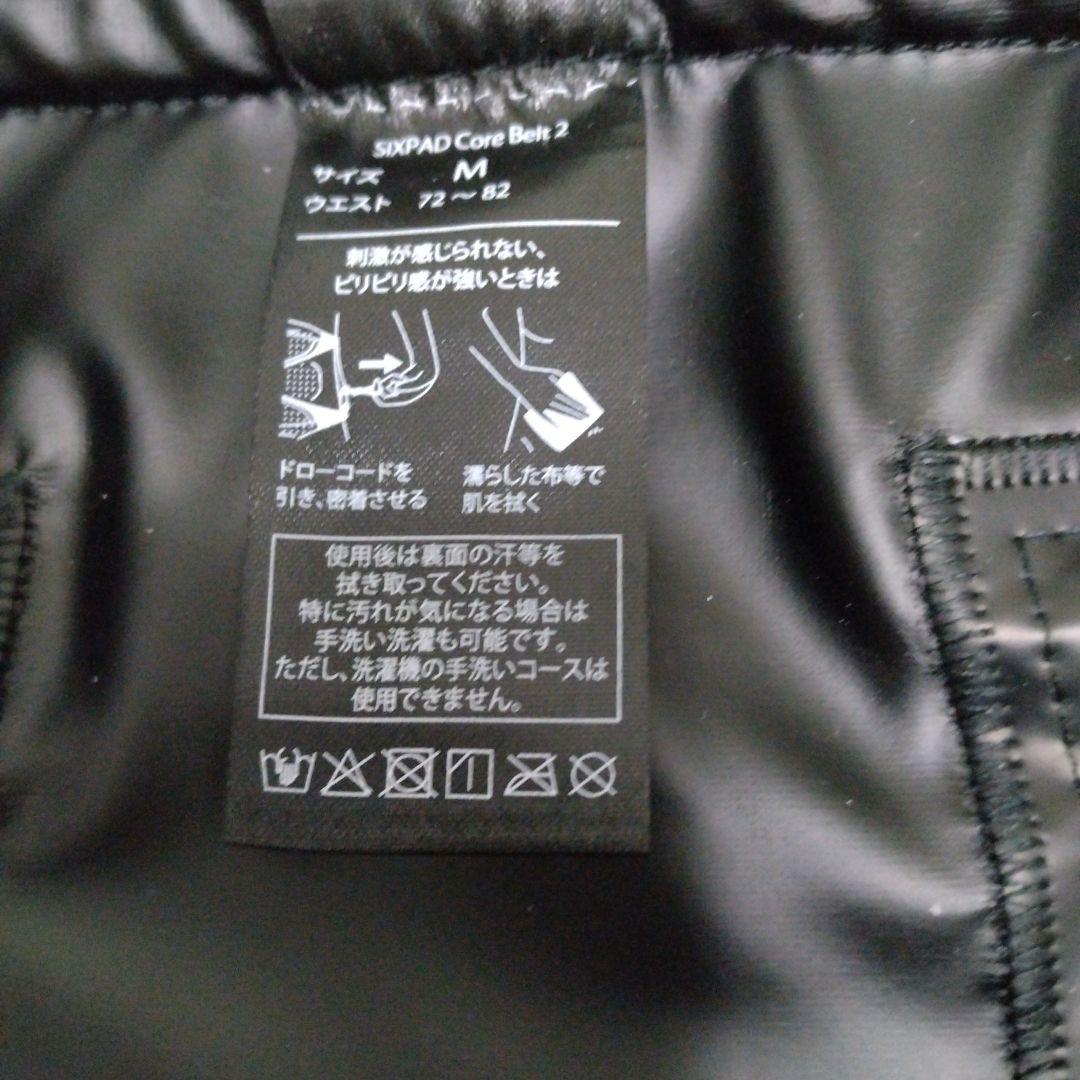 SIXPAD Core Belt 2
サイズ M
ウエスト 72～82
刺激が感じられない、
ピリピリ感が強いときは
ドローコードを
引き、密着させる
濡らした布等で
肌を拭く
使用後は裏面の汗等を
拭き取ってください。
特に汚れが気になる場合は
手洗い洗濯も可能です。
ただし、洗濯機の手洗いコースは
使用できません。